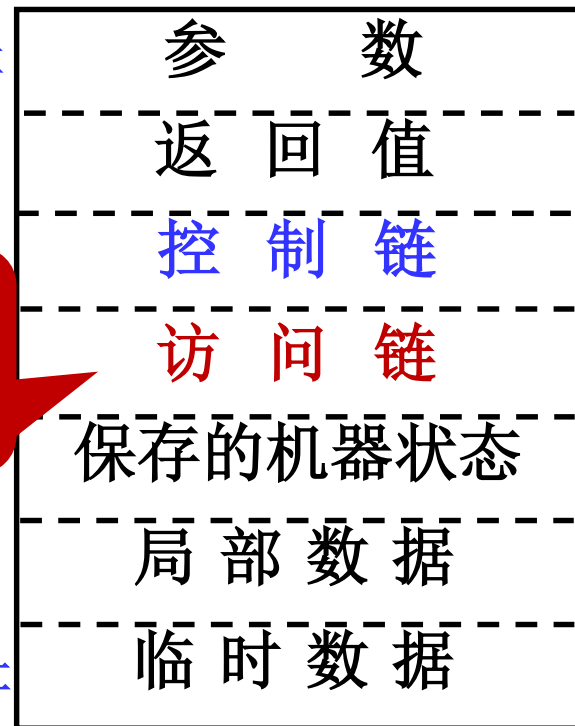 参数
返回值
控制链
访问链
保存的机器状态
局部数据
临时数据